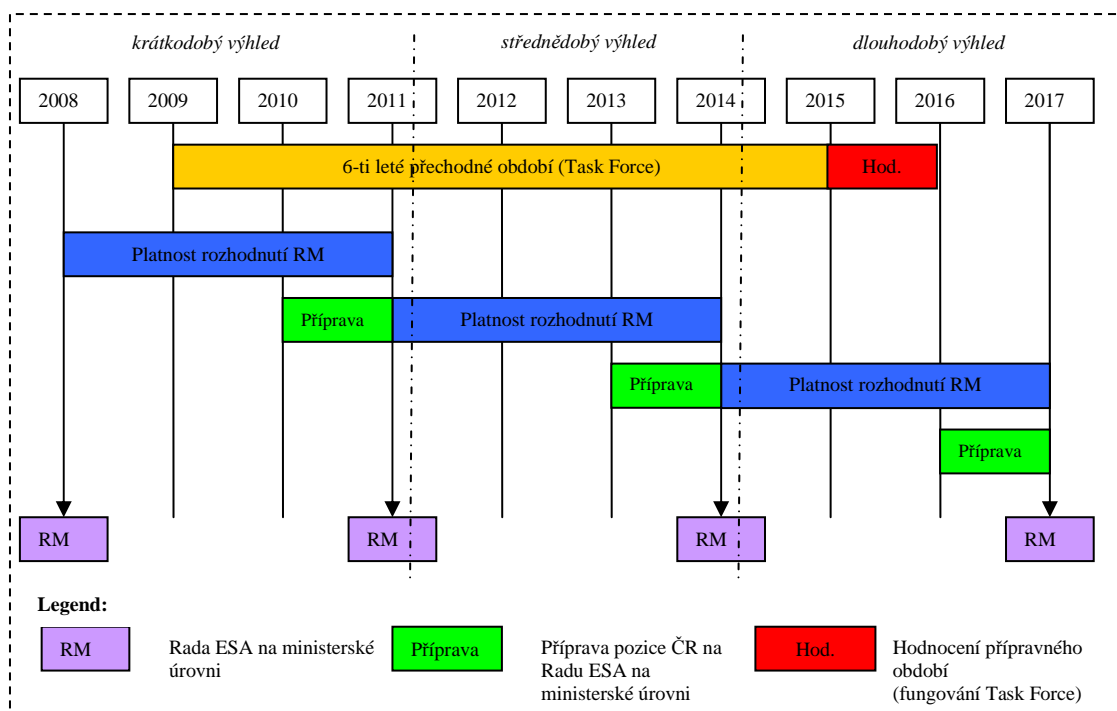 krátkodobý výhled střednědobý výhled dlouhodobý výhled
2008 2009 2010 2011 2012 2013 2014 2015 2016 2017
6-ti leté přechodné období (Task Force) Hod.
Platnost rozhodnutí RM
Příprava Platnost rozhodnutí RM
Příprava Platnost rozhodnutí RM
Příprava
RM RM RM RM
Legend:
RM
Rada ESA na ministerské
úrovni
Příprava
Příprava pozice ČR na
Radu ESA na
ministerské úrovni
Hod.
Hodnocení přípravného
období
(fungování Task Force)